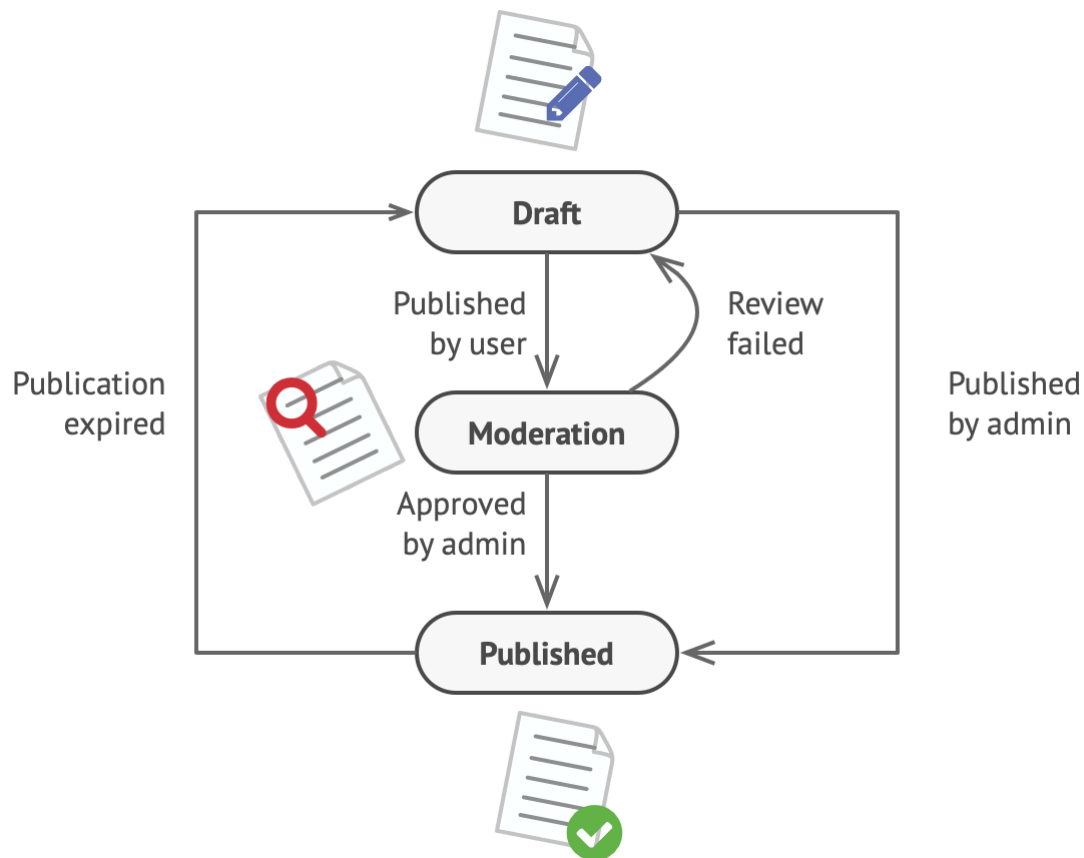 Draft
Published
by user
Review
failed
Publication
expired
Published
by admin
Moderation
Approved
by admin
Published